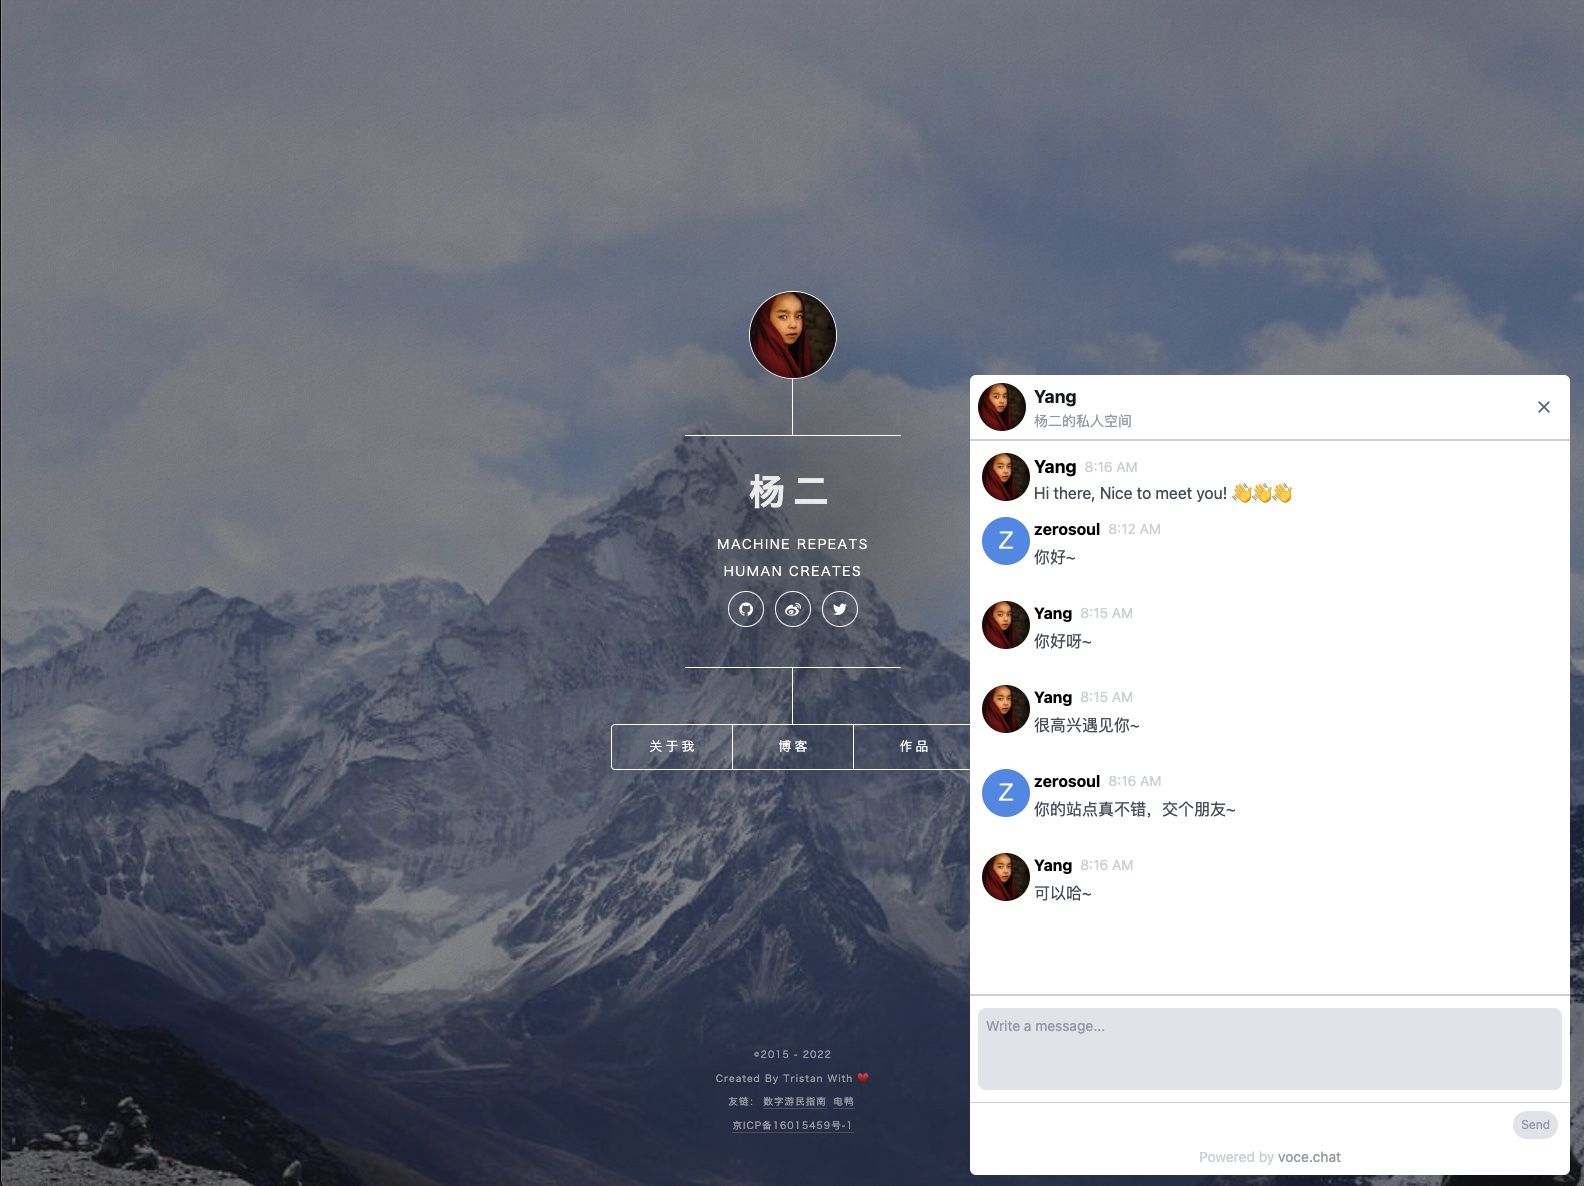 杨二
MACHINE REPEATS
HUMAN CREATES
关于我
博客
作品
©2015 - 2022
Created By Tristan With ❤️
友链： 数字游民指南 电鸭
京ICP备16015459号-1
Yang
杨二的私人空间
Yang 8:16 AM
Hi there, Nice to meet you! 👋👋👋
Z
zerosoul 8:12 AM
你好~
Yang 8:15 AM
你好呀~
Yang 8:15 AM
很高兴遇见你~
Z
zerosoul 8:16 AM
你的站点真不错，交个朋友~
Yang 8:16 AM
可以哈~
Write a message...
Send
Powered by voce.chat